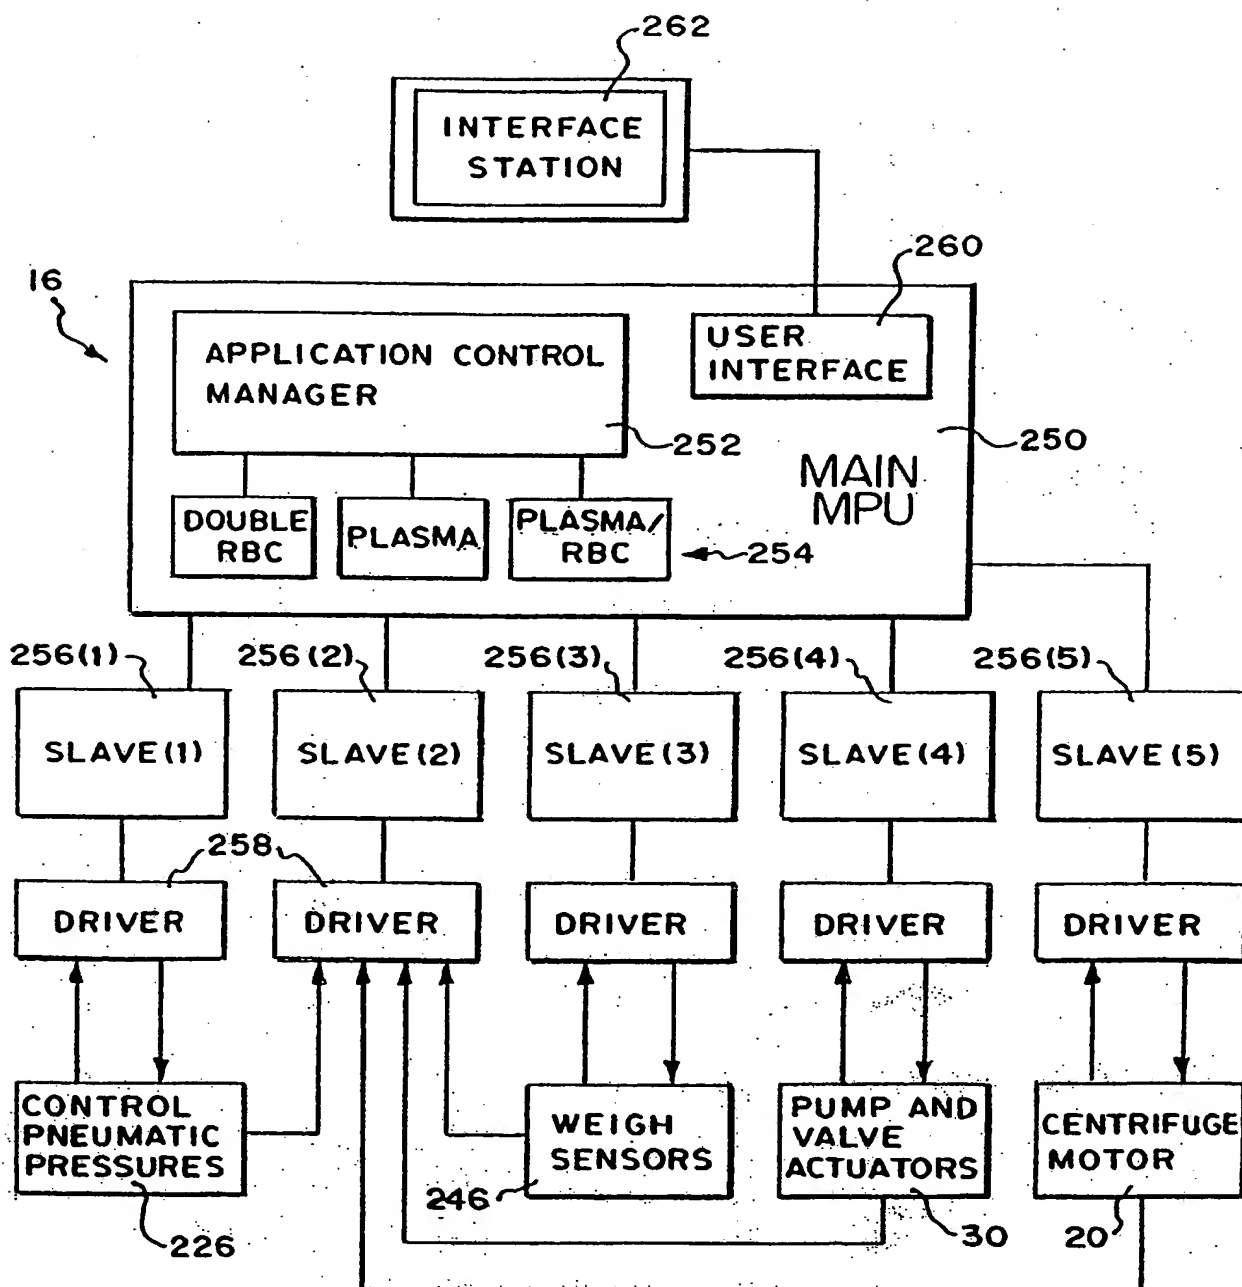 262
INTERFACE
STATION
260
16
USER
INTERFACE
APPLICATION CONTROL
MANAGER
252
250
MAIN
MPU
DOUBLE
RBC
PLASMA
PLASMA/
RBC
254
256(1)
256(2)
256(3)
256(4)
256(5)
SLAVE(1)
SLAVE(2)
SLAVE(3)
SLAVE(4)
SLAVE(5)
258
DRIVER
DRIVER
DRIVER
DRIVER
DRIVER
CONTROL
PNEUMATIC
PRESSURES
WEIGH
SENSORS
PUMP AND
VALVE
ACTUATORS
CENTRIFUGE
MOTOR
226
246
30
20